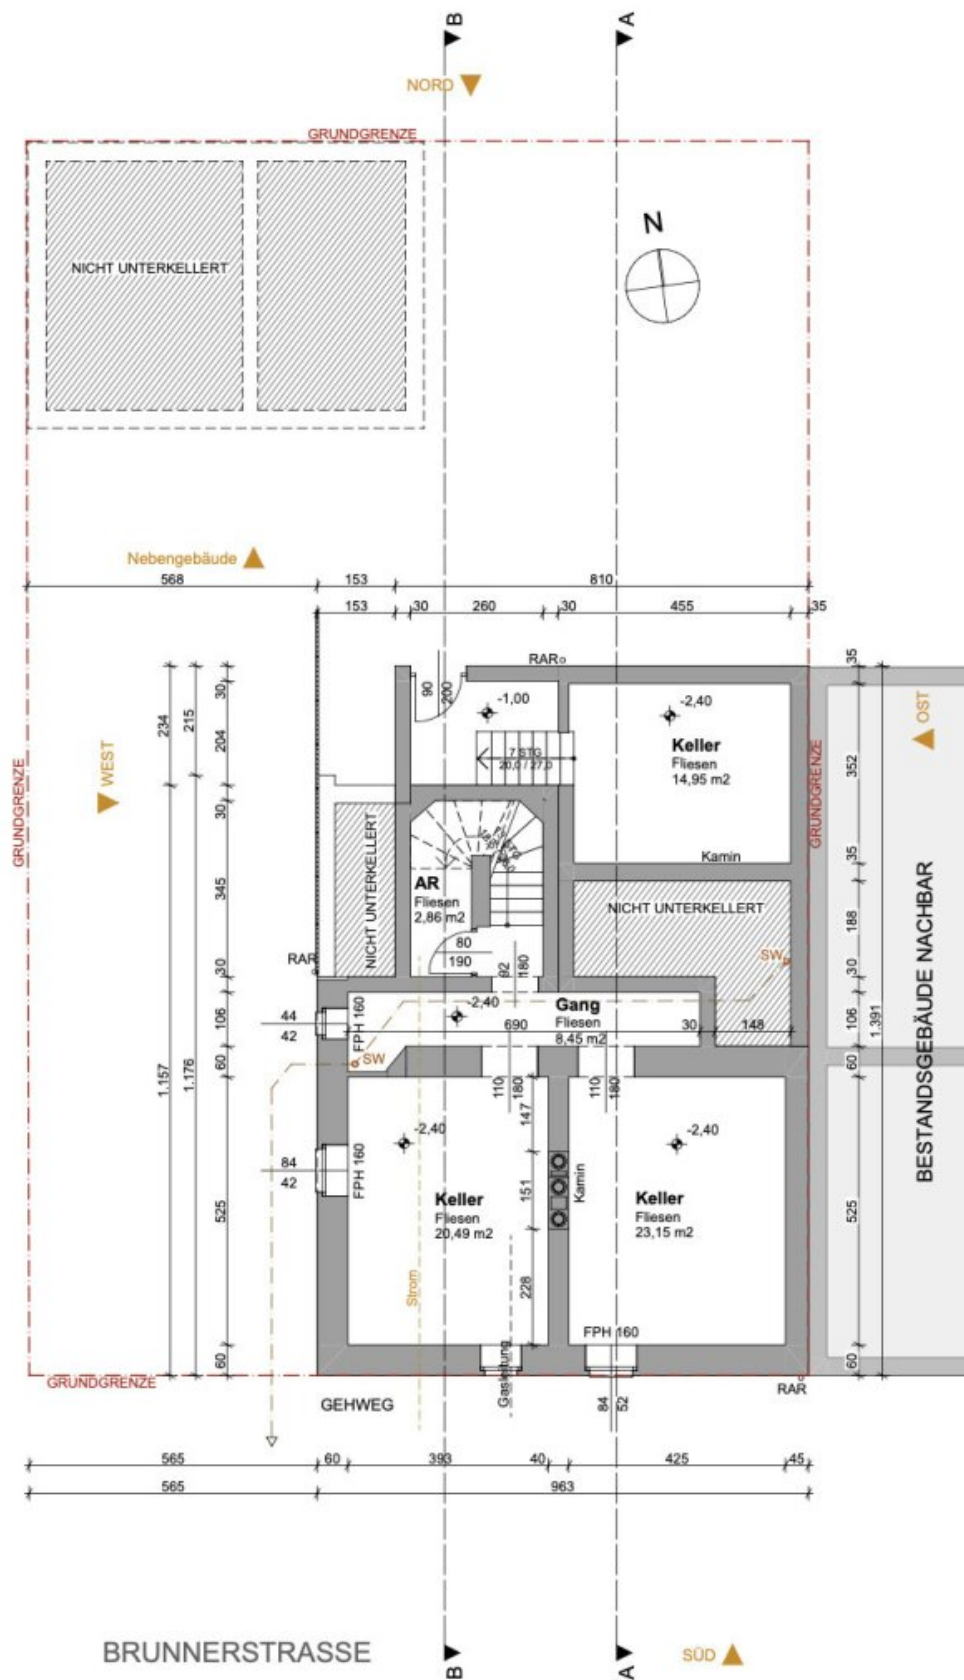 B
A
NORD
GRUNDGRENZE
N
NICHT UNTERKELLERT
Nebengebäude
568
153
810
153
30
260
30
455
35
RAR
35
30
90
200
-1,00
-2,40
234
215
204
WEST
OST
7 STG
20,0 / 27,0
Keller
Fliesen
14,95 m2
352
GRUNDGRENZE
GRUNDGRENZE
30
Kamin
35
345
NICHT UNTERKELLERT
AR
Fliesen
2,86 m2
NICHT UNTERKELLERT
188
BESTANDSGEBÄUDE NACHBAR
80
190
SW
RAR
30
92
180
30
44
42
FPH 160
-2,40
Gang
Fliesen
8,45 m2
690
30
148
106
106
1.391
SW
60
60
1.157
1.176
110
180
110
180
147
-2,40
-2,40
84
42
FPH 160
Keller
Fliesen
20,49 m2
151
Kamin
Keller
Fliesen
23,15 m2
525
525
Strom
228
FPH 160
60
Gasleitung
60
GRUNDGRENZE
84
52
RAR
GEHWEG
565
60
393
40
425
45
565
963
BRUNNERSTRASSE
SÜD
B
A